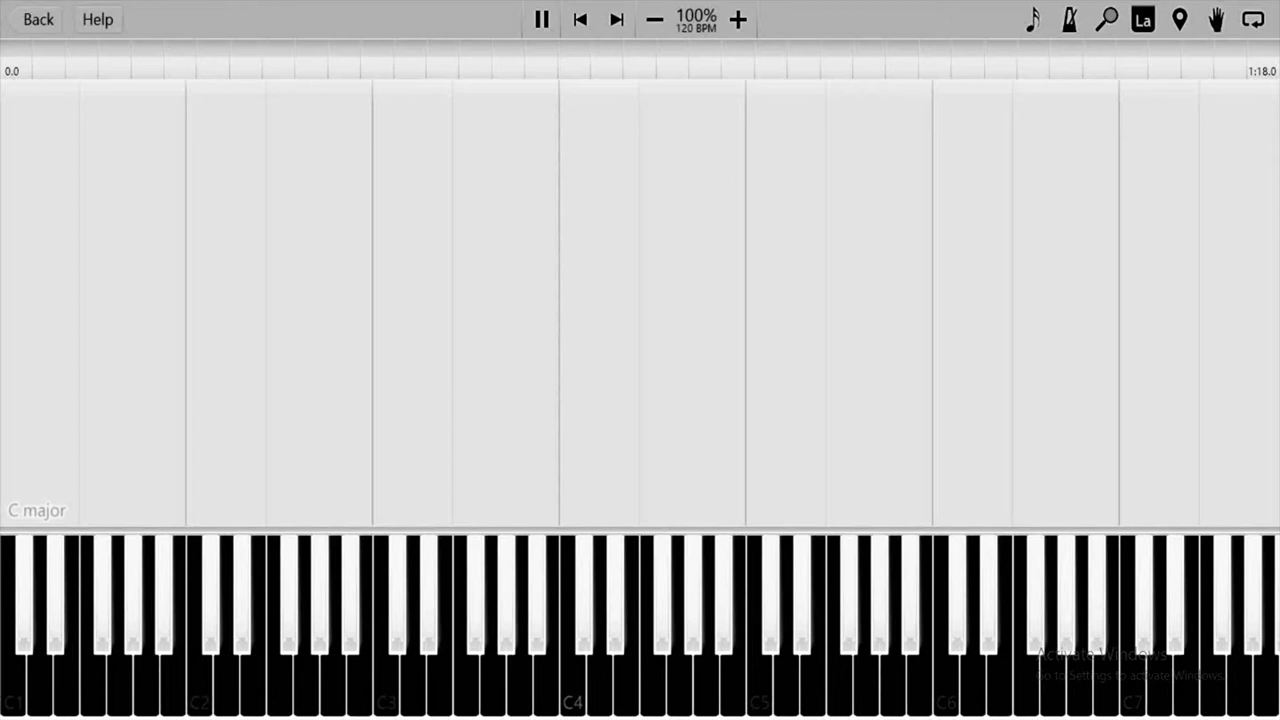 Back Help 100% La
120 BPM
0.0 1:18.0
C major
Activate Windows
Go to Settings to activate Windows.
C1 C2 C3 C4 C5 C6 C7